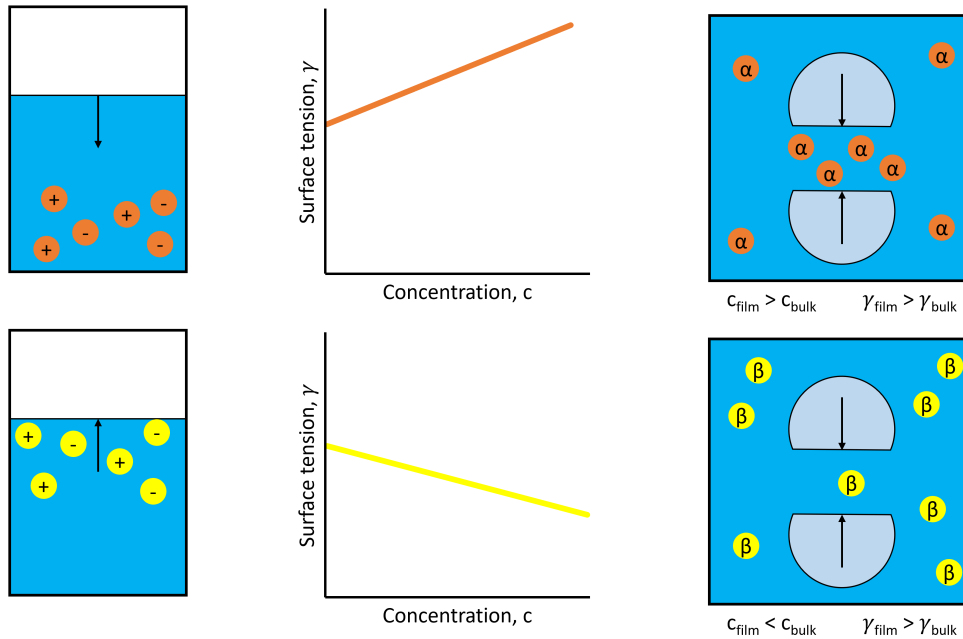 +
+
-
+
-
-
Surface tension, γ
Concentration, c
α
α
α
α
α
α
α
α
c_film > c_bulk γ_film > γ_bulk
+
-
-
+
+
-
Surface tension, γ
Concentration, c
β
β
β
β
β
β
β
β
c_film < c_bulk γ_film > γ_bulk